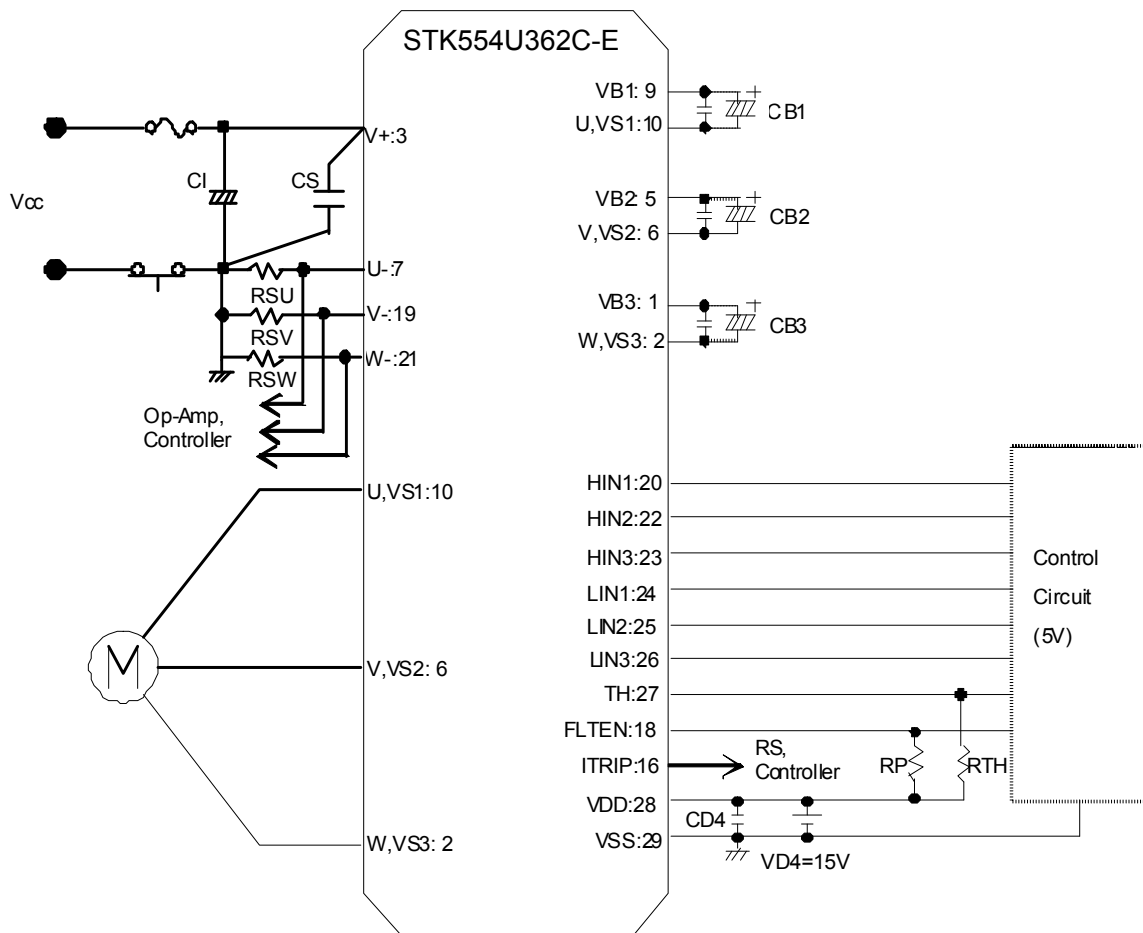 STK554U362C-E
VB1: 9
CB1
U,VS1:10
V+:3
CI
CS
Vcc
VB2: 5
CB2
V,VS2: 6
U-:7
RSU
V-:19
RSV
W-:21
RSW
VB3: 1
CB3
W,VS3: 2
Op-Amp,
Controller
U,VS1:10
V,VS2: 6
W,VS3: 2
M
HIN1:20
HIN2:22
HIN3:23
LIN1:24
LIN2:25
LIN3:26
TH:27
FLTEN:18
ITRIP:16
RS,
Controller
RP
RTH
VDD:28
CD4
VSS:29
VD4=15V
Control
Circuit
(5V)